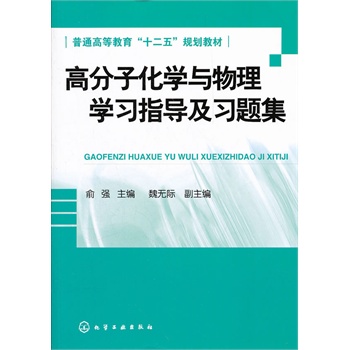 普通高等教育“十二五”规划教材
高分子化学与物理
学习指导及习题集
GAOFENZI HUAXUE YU WULI XUEXIZHIDAO JI XITIJI
俞强 主编 魏无际 副主编
化学工业出版社